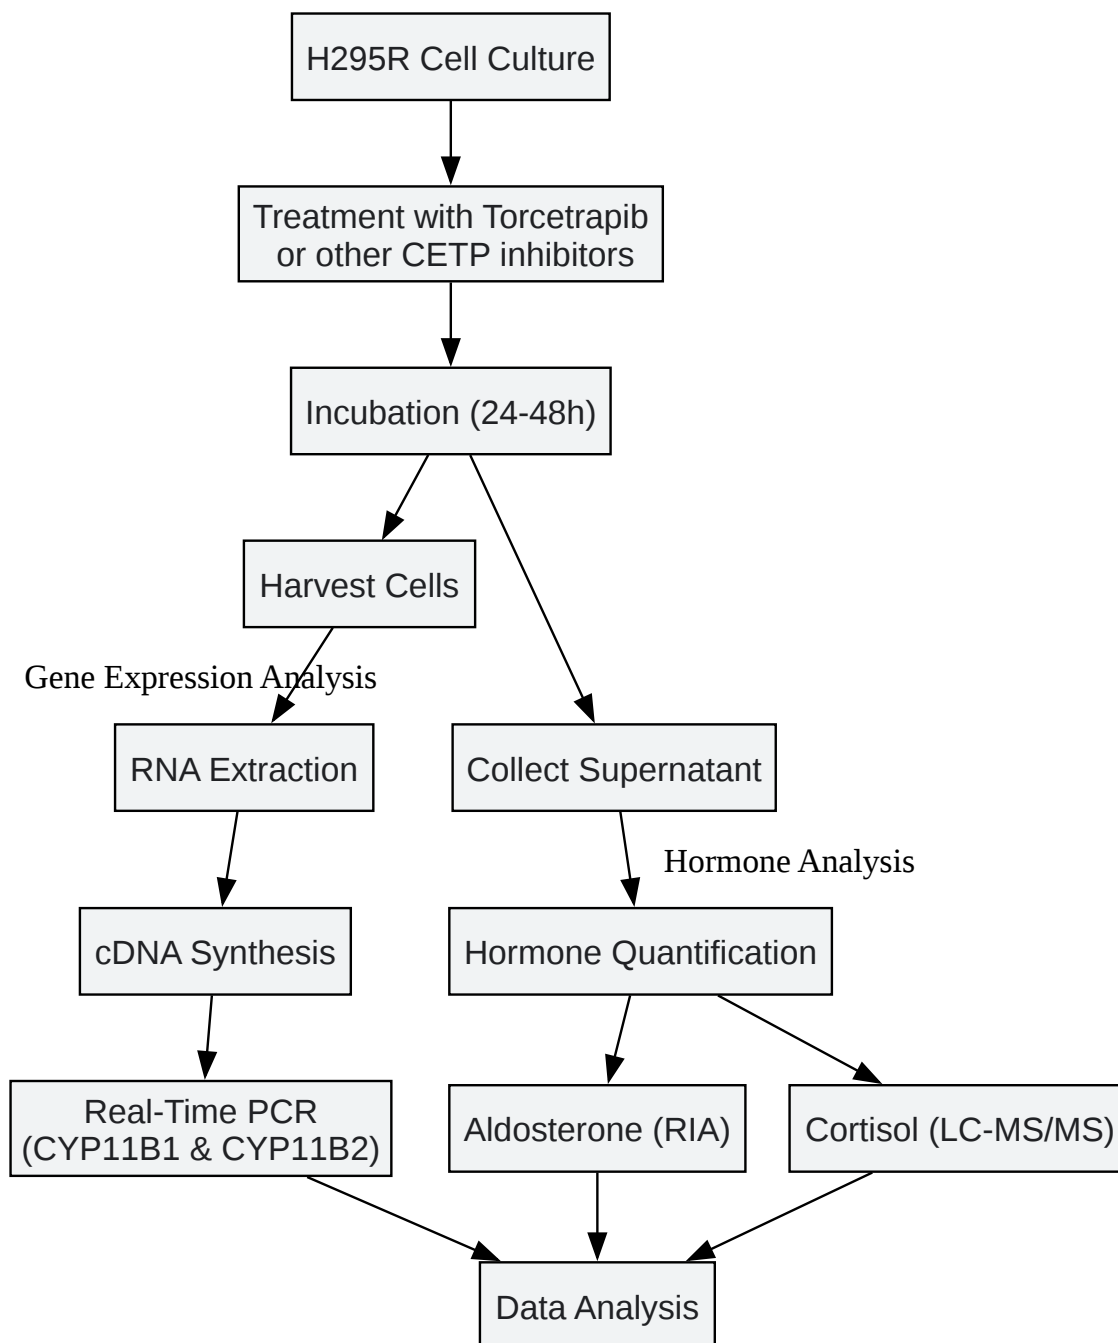 H295R Cell Culture
Treatment with Torcetrapib
or other CETP inhibitors
Incubation (24-48h)
Harvest Cells
Gene Expression Analysis
RNA Extraction
Collect Supernatant
Hormone Analysis
cDNA Synthesis
Hormone Quantification
Real-Time PCR
(CYP11B1 & CYP11B2)
Aldosterone (RIA)
Cortisol (LC-MS/MS)
Data Analysis